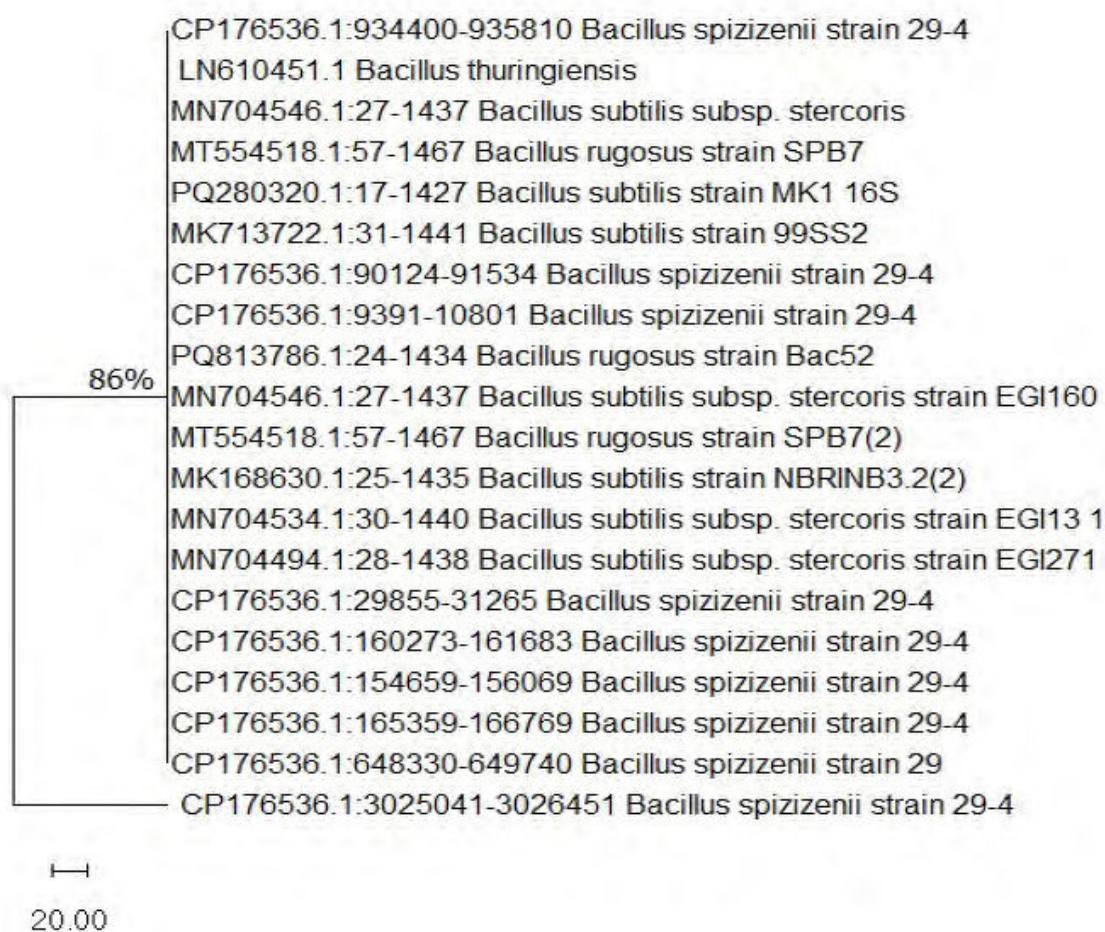 CP176536.1:934400-935810 Bacillus spizizenii strain 29-4
LN610451.1 Bacillus thuringiensis
MN704546.1:27-1437 Bacillus subtilis subsp. stercoris
MT554518.1:57-1467 Bacillus rugosus strain SPB7
PQ280320.1:17-1427 Bacillus subtilis strain MK1 16S
MK713722.1:31-1441 Bacillus subtilis strain 99SS2
CP176536.1:90124-91534 Bacillus spizizenii strain 29-4
CP176536.1:9391-10801 Bacillus spizizenii strain 29-4
PQ813786.1:24-1434 Bacillus rugosus strain Bac52
86%
MN704546.1:27-1437 Bacillus subtilis subsp. stercoris strain EGI160
MT554518.1:57-1467 Bacillus rugosus strain SPB7(2)
MK168630.1:25-1435 Bacillus subtilis strain NBRINB3.2(2)
MN704534.1:30-1440 Bacillus subtilis subsp. stercoris strain EGI13 1
MN704494.1:28-1438 Bacillus subtilis subsp. stercoris strain EGI271
CP176536.1:29855-31265 Bacillus spizizenii strain 29-4
CP176536.1:160273-161683 Bacillus spizizenii strain 29-4
CP176536.1:154659-156069 Bacillus spizizenii strain 29-4
CP176536.1:165359-166769 Bacillus spizizenii strain 29-4
CP176536.1:648330-649740 Bacillus spizizenii strain 29
CP176536.1:3025041-3026451 Bacillus spizizenii strain 29-4
20.00